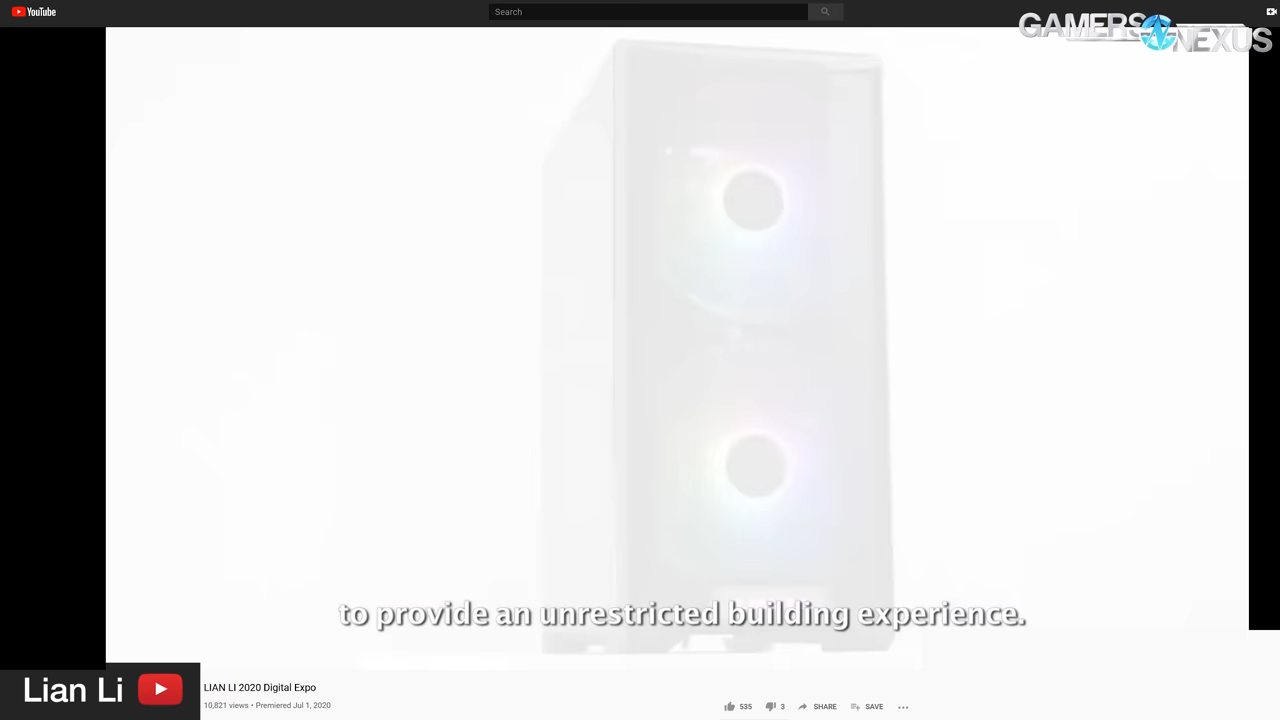 YouTube
Search
GAMERS NEXUS
to provide an unrestricted building experience.
Lian Li
LIAN LI 2020 Digital Expo
10,821 views • Premiered Jul 1, 2020
535
3
SHARE
SAVE